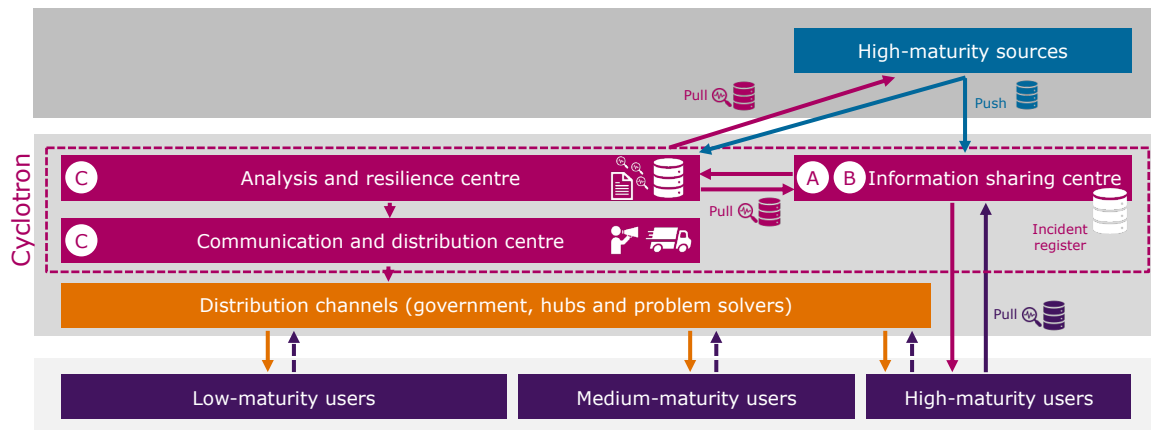 High-maturity sources
Pull
Push
Cyclotron
C
Analysis and resilience centre
A
B
Information sharing centre
Pull
Incident
register
C
Communication and distribution centre
Distribution channels (government, hubs and problem solvers)
Pull
Low-maturity users
Medium-maturity users
High-maturity users